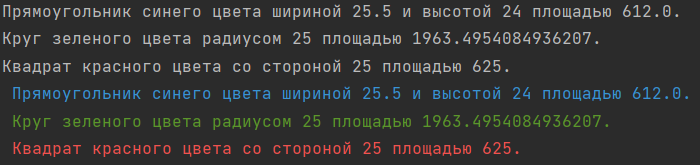 Прямоугольник синего цвета шириной 25.5 и высотой 24 площадью 612.0.
Круг зеленого цвета радиусом 25 площадью 1963.4954084936207.
Квадрат красного цвета со стороной 25 площадью 625.
Прямоугольник синего цвета шириной 25.5 и высотой 24 площадью 612.0.
Круг зеленого цвета радиусом 25 площадью 1963.4954084936207.
Квадрат красного цвета со стороной 25 площадью 625.